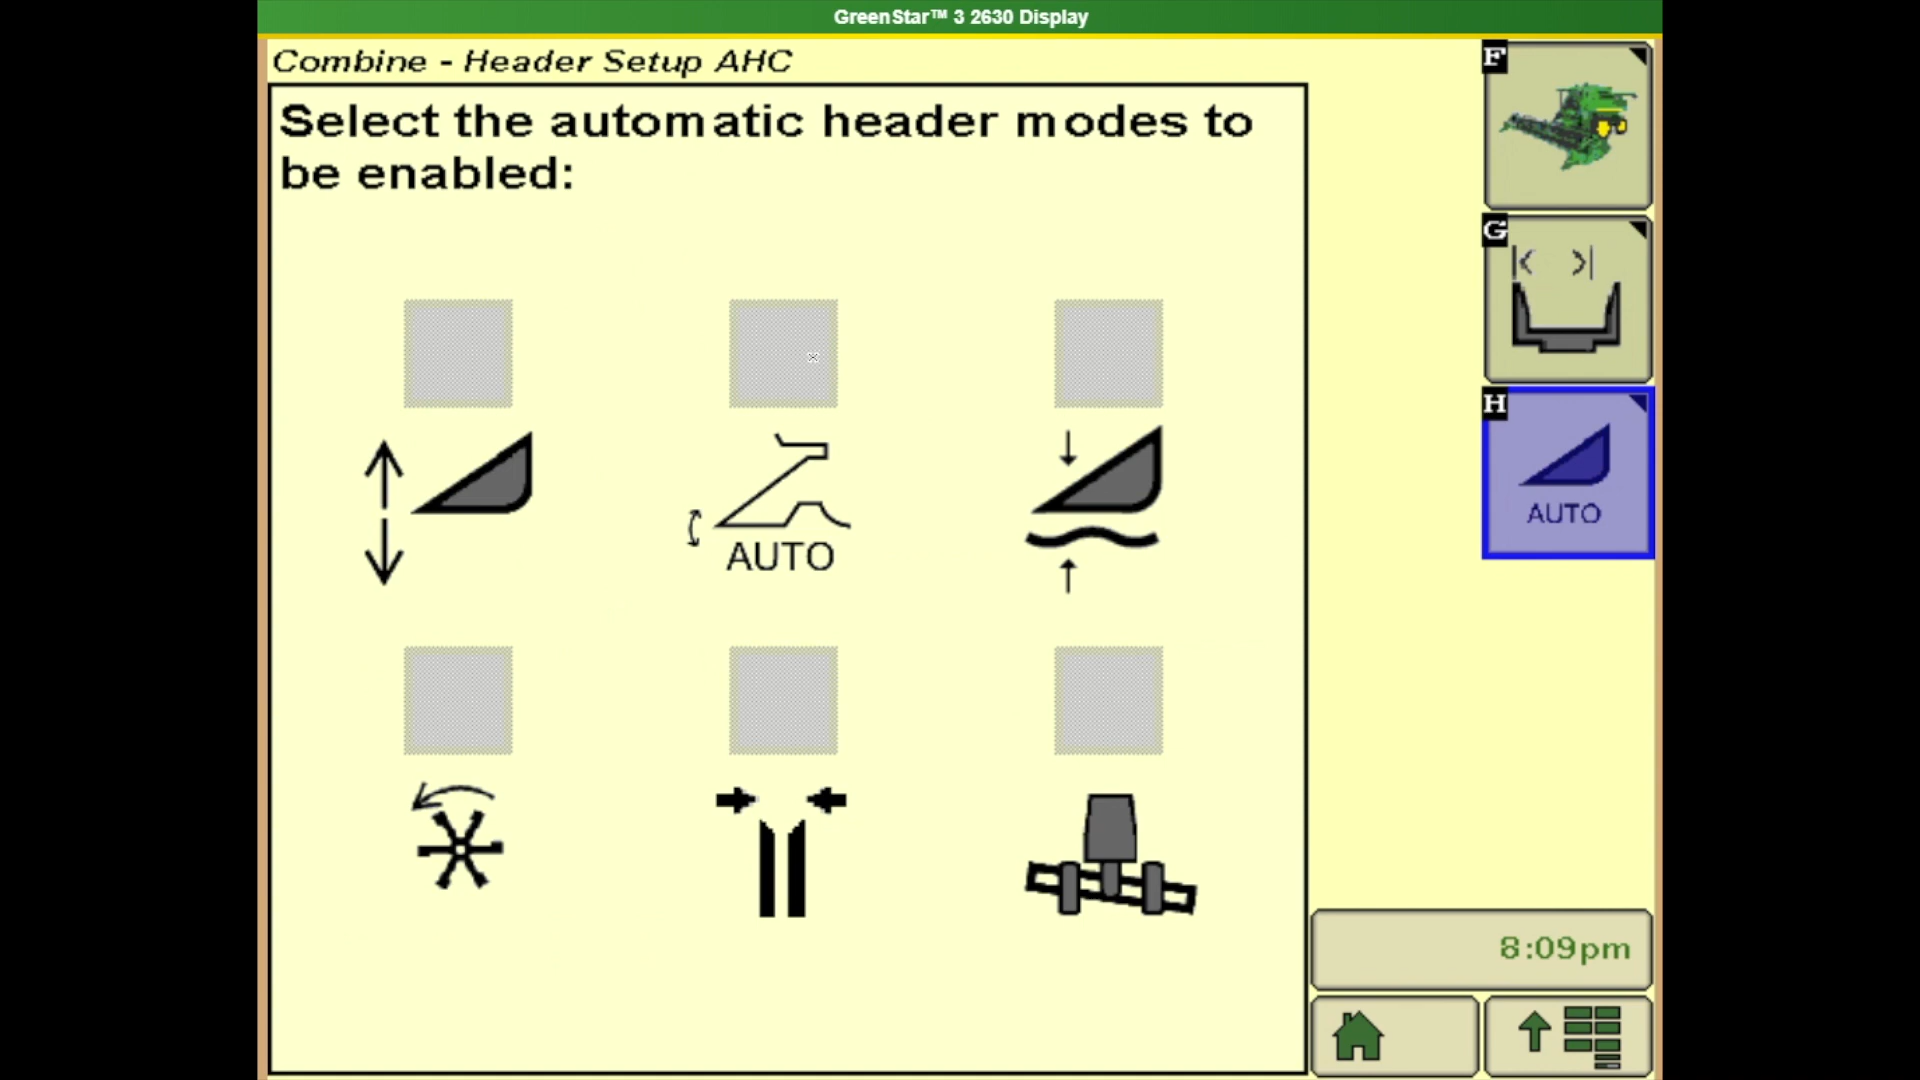 GreenStar™ 3 2630 Display
Combine - Header Setup AHC
Select the automatic header modes to
be enabled:
AUTO
F
G
H
AUTO
8:09pm